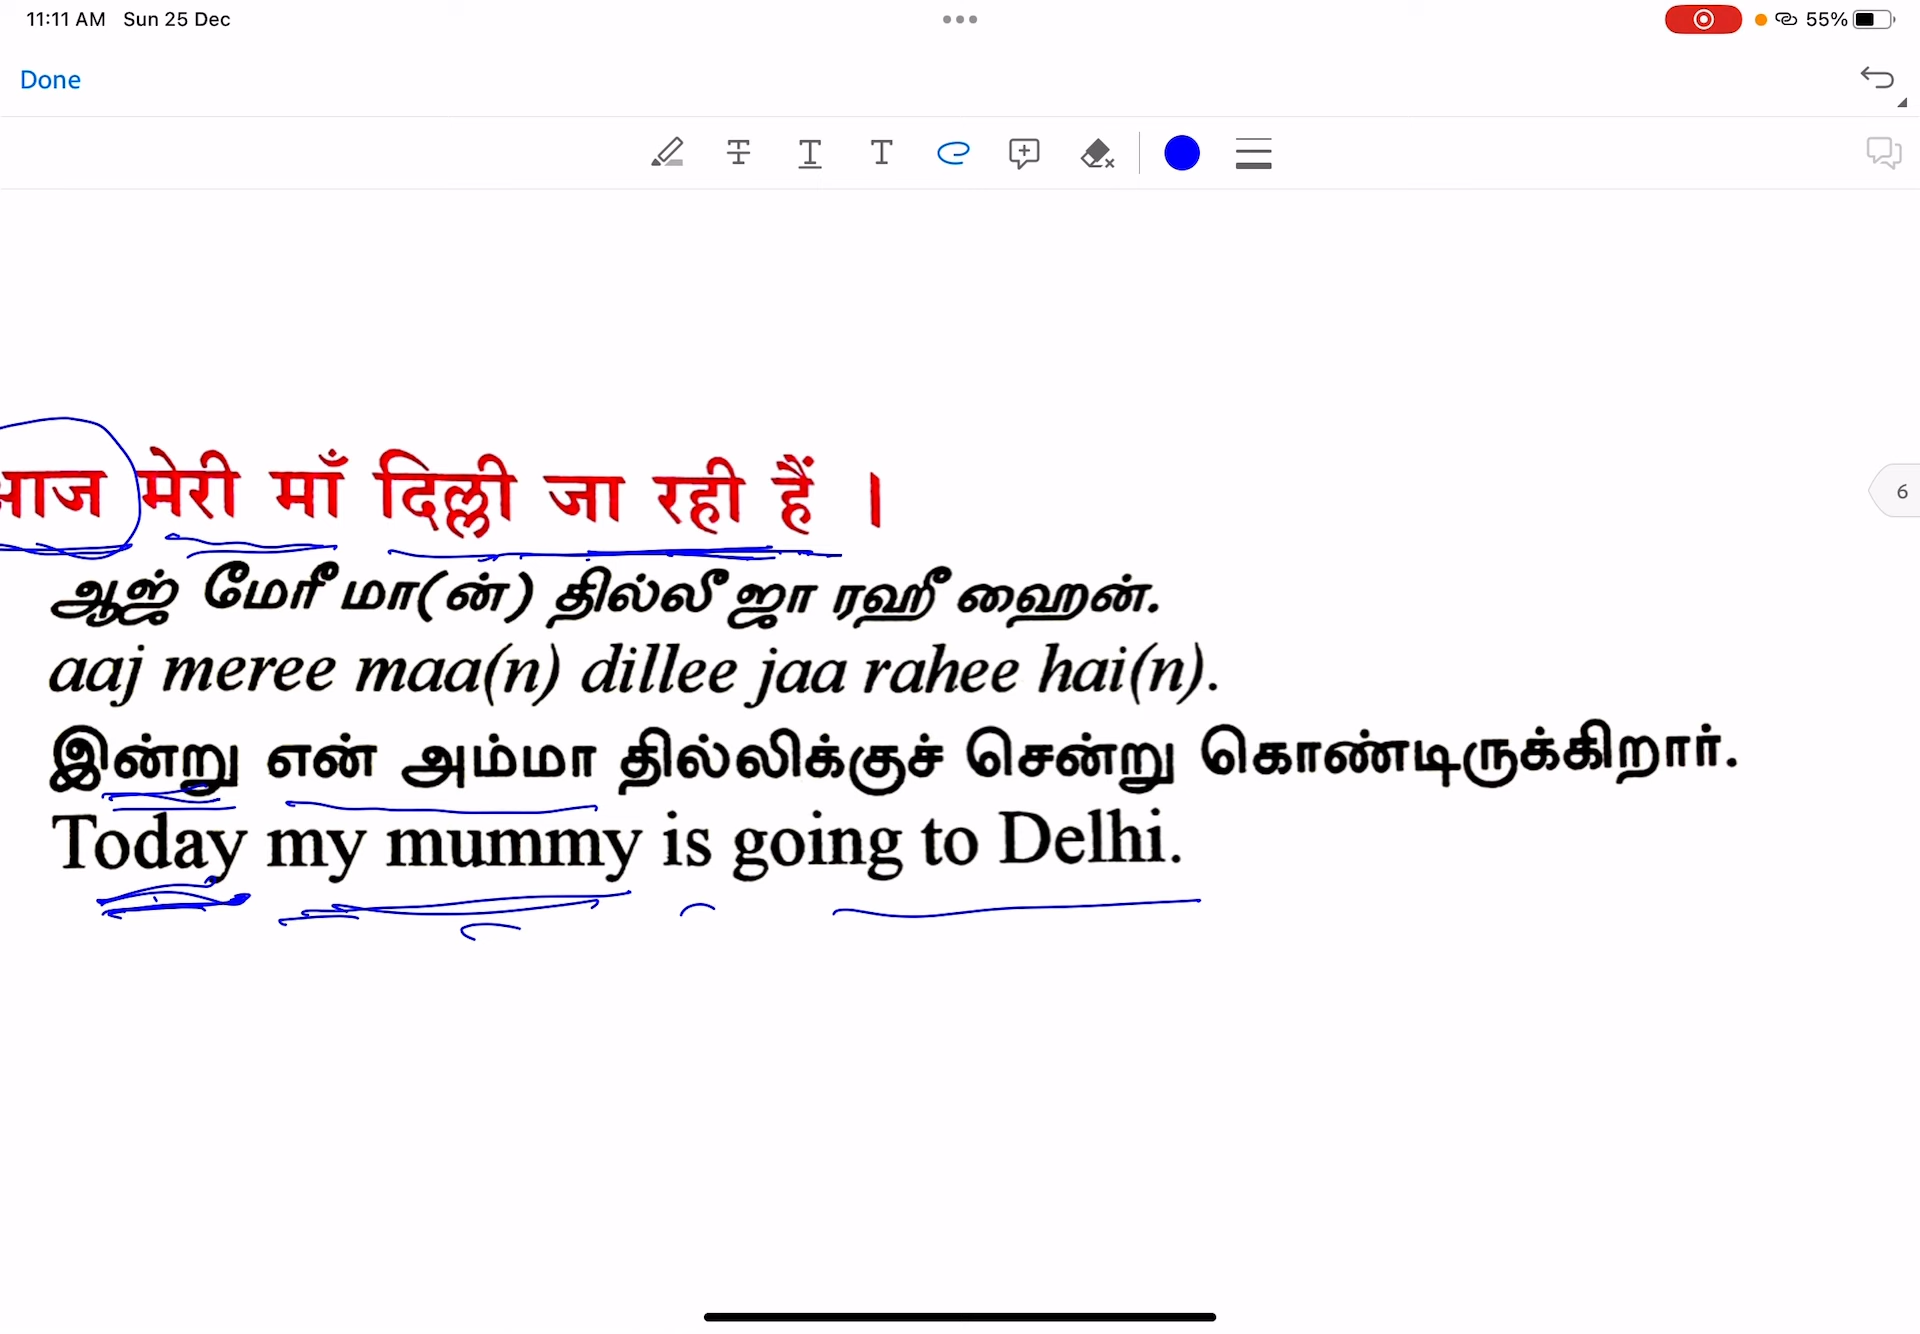 11:11 AM Sun 25 Dec 55%
Done
आज मेरी माँ दिल्ली जा रही हैं ।
6
ஆஜ் மேரீ மா(ன்) தில்லீ ஜா ரஹீ ஹைன்.
aaj meree maa(n) dillee jaa rahee hai(n).
இன்று என் அம்மா தில்லிக்குச் சென்று கொண்டிருக்கிறார்.
Today my mummy is going to Delhi.